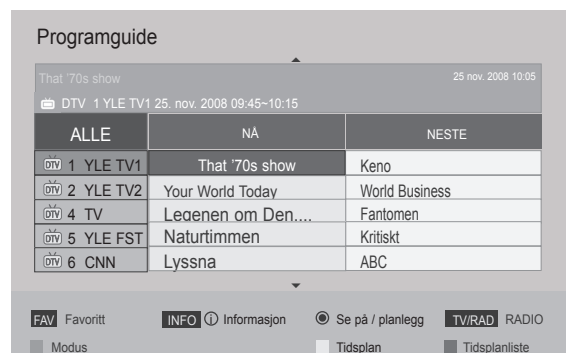 Programguide
That '70s show 25 nov. 2008 10:05
DTV 1 YLE TV1 25. nov. 2008 09:45~10:15
ALLE NÅ NESTE
DTV 1 YLE TV1 That '70s show Keno
DTV 2 YLE TV2 Your World Today World Business
DTV 4 TV Legenen om Den.... Fantomen
DTV 5 YLE FST Naturtimmen Kritiskt
DTV 6 CNN Lyssna ABC
FAV Favoritt INFO i Informasjon Se på / planlegg TV/RAD RADIO
Modus Tidsplan Tidsplanliste